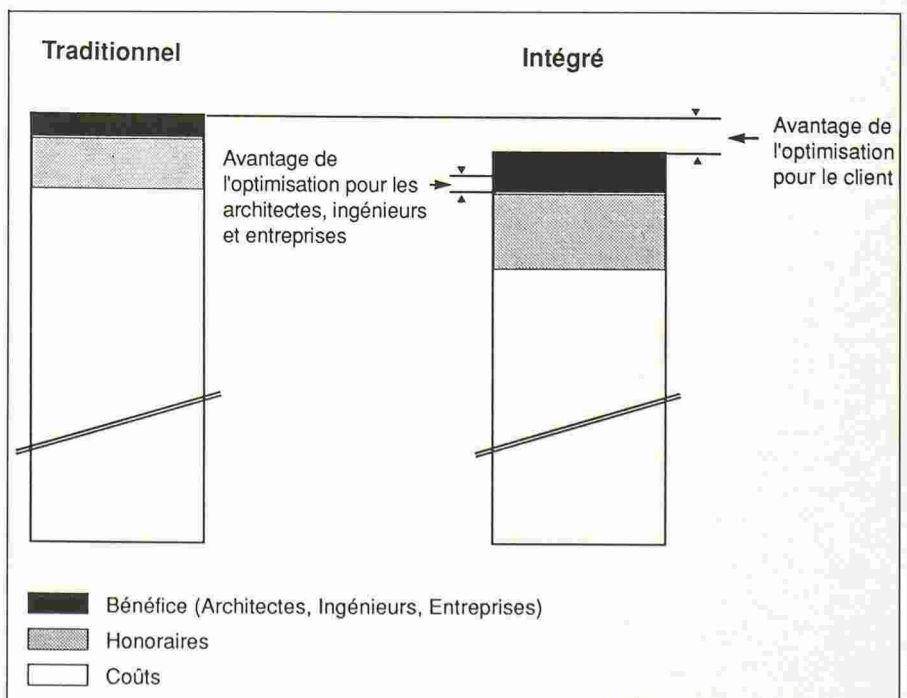 Traditionnel
Intégré
Avantage de
l'optimisation pour les
architectes, ingénieurs
et entreprises
Avantage de
l'optimisation
pour le client
Bénéfice (Architectes, Ingénieurs, Entreprises)
Honoraires
Coûts